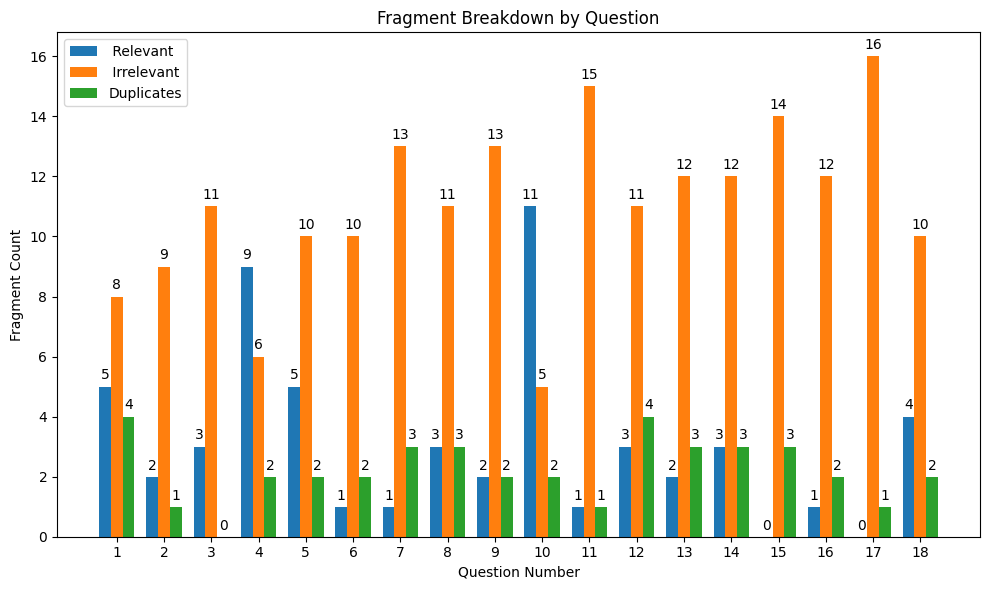 Fragment Breakdown by Question
Relevant
Irrelevant
Duplicates
Fragment Count
16
14
12
10
8
6
4
2
0
5 8 4
2 9 1
3 11 0
9 6 2
5 10 2
1 10 2
1 13 3
3 11 3
2 13 2
11 5 2
1 15 1
3 11 4
2 12 3
3 12 3
0 14 3
1 12 2
0 16 1
4 10 2
1 2 3 4 5 6 7 8 9 10 11 12 13 14 15 16 17 18
Question Number